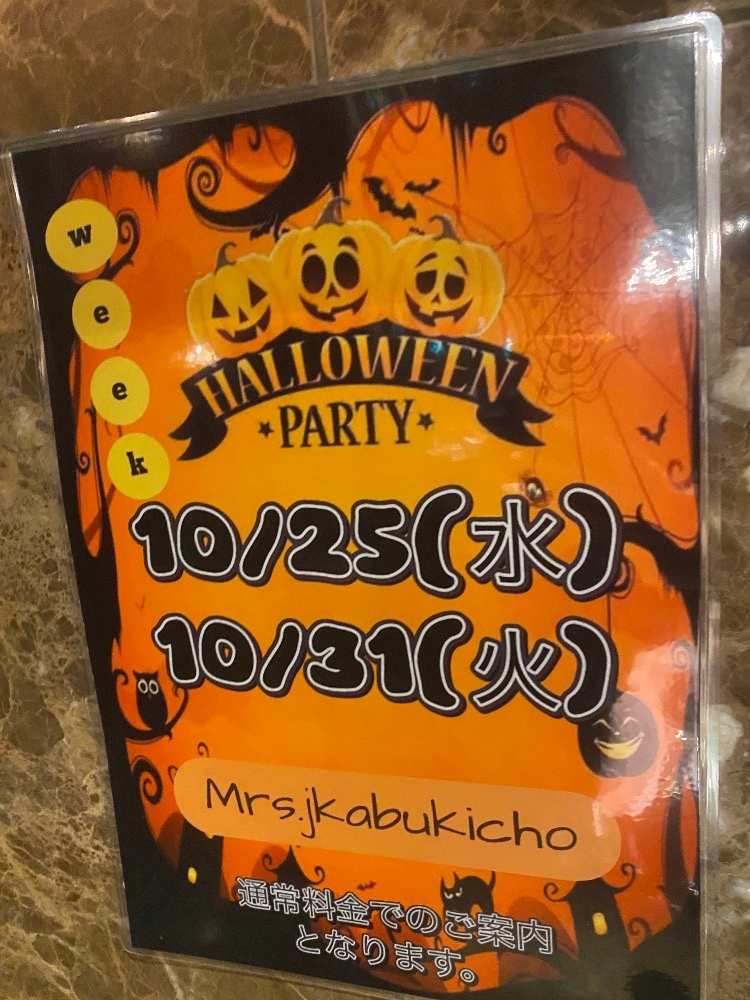 week
HALLOWEEN
PARTY
10/25(水)
10/31(火)
Mrs.jkabukicho
通常料金でのご案内
となります。